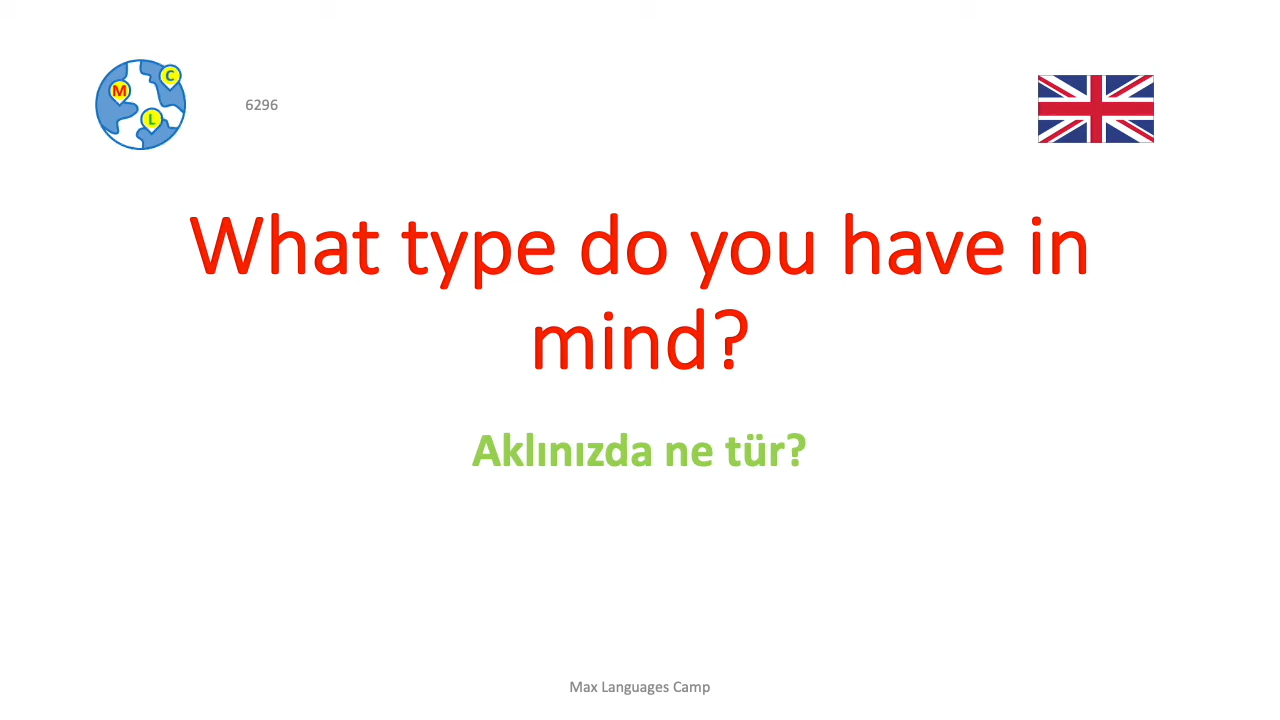 M
C
L
6296
What type do you have in
mind?
Aklınızda ne tür?
Max Languages Camp